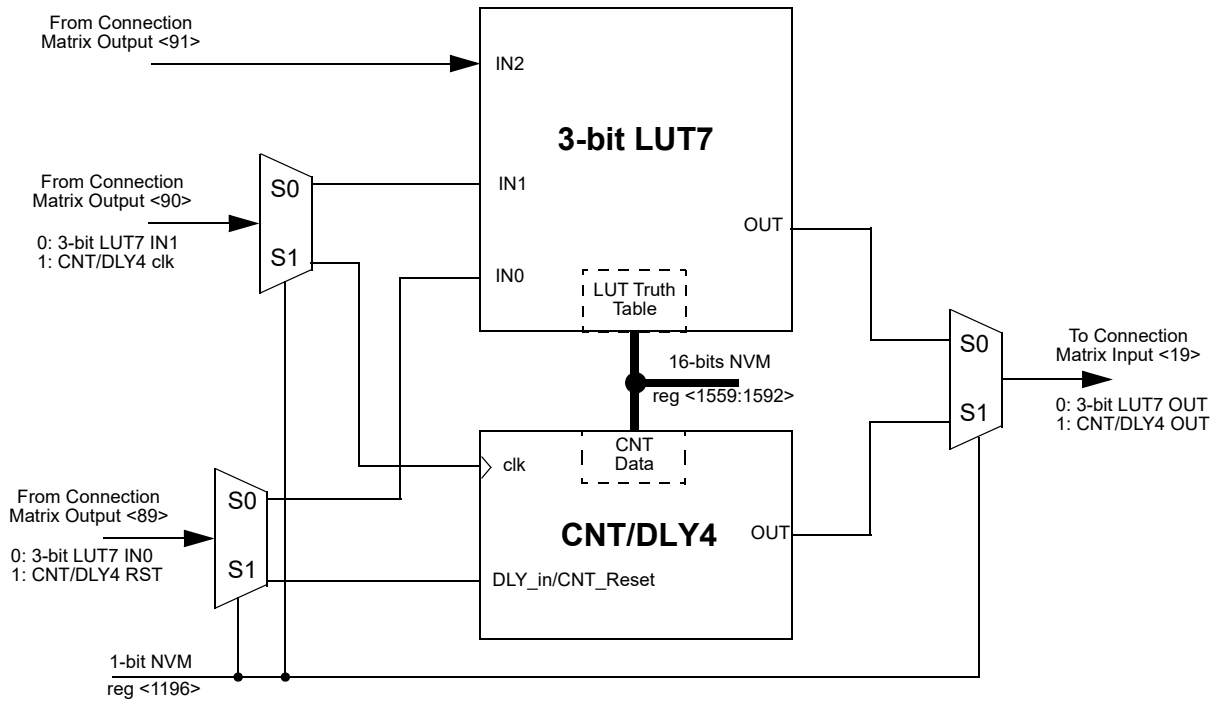 From Connection
Matrix Output <91>
IN2
3-bit LUT7
From Connection
Matrix Output <90>
0: 3-bit LUT7 IN1
1: CNT/DLY4 clk
S0
S1
IN1
IN0
OUT
LUT Truth
Table
16-bits NVM
reg <1559:1592>
S0
S1
To Connection
Matrix Input <19>
0: 3-bit LUT7 OUT
1: CNT/DLY4 OUT
CNT
Data
clk
CNT/DLY4
OUT
DLY_in/CNT_Reset
From Connection
Matrix Output <89>
0: 3-bit LUT7 IN0
1: CNT/DLY4 RST
S0
S1
1-bit NVM
reg <1196>